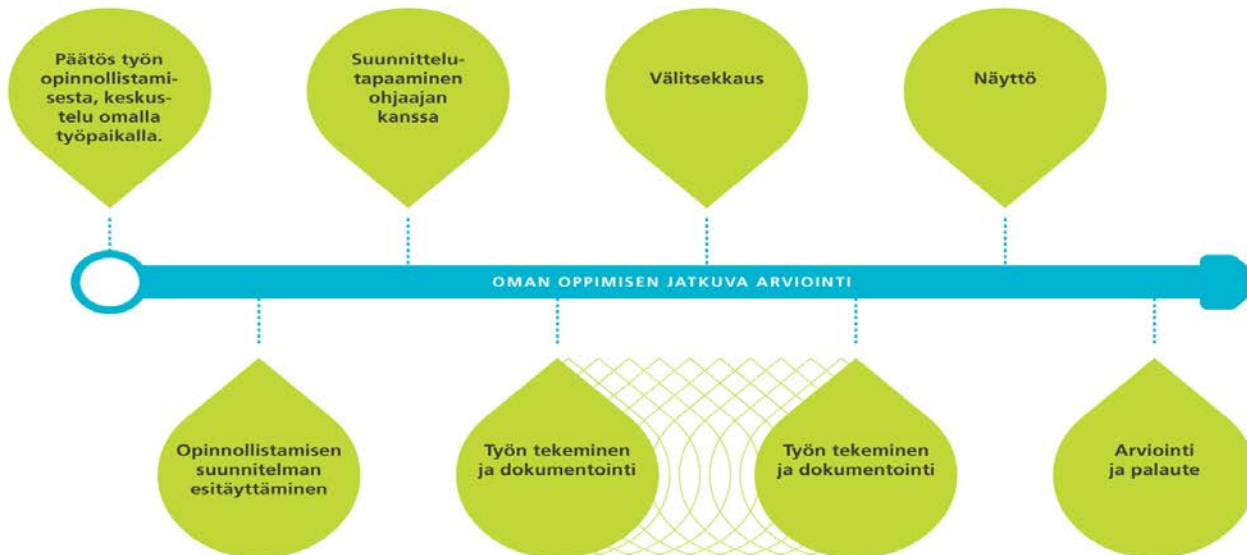 Päätös työn
opinnollistami-
sesta, keskus-
telu omalla
työpaikalla.
Suunnittelu-
tapaaminen
ohjaajan
kanssa
Välitsekkaus
Näyttö
OMAN OPPIMISEN JATKUVA ARVIOINTI
Opinnollistamisen
suunnitelman
esitäyttäminen
Työn tekeminen
ja dokumentointi
Työn tekeminen
ja dokumentointi
Arviointi
ja palaute